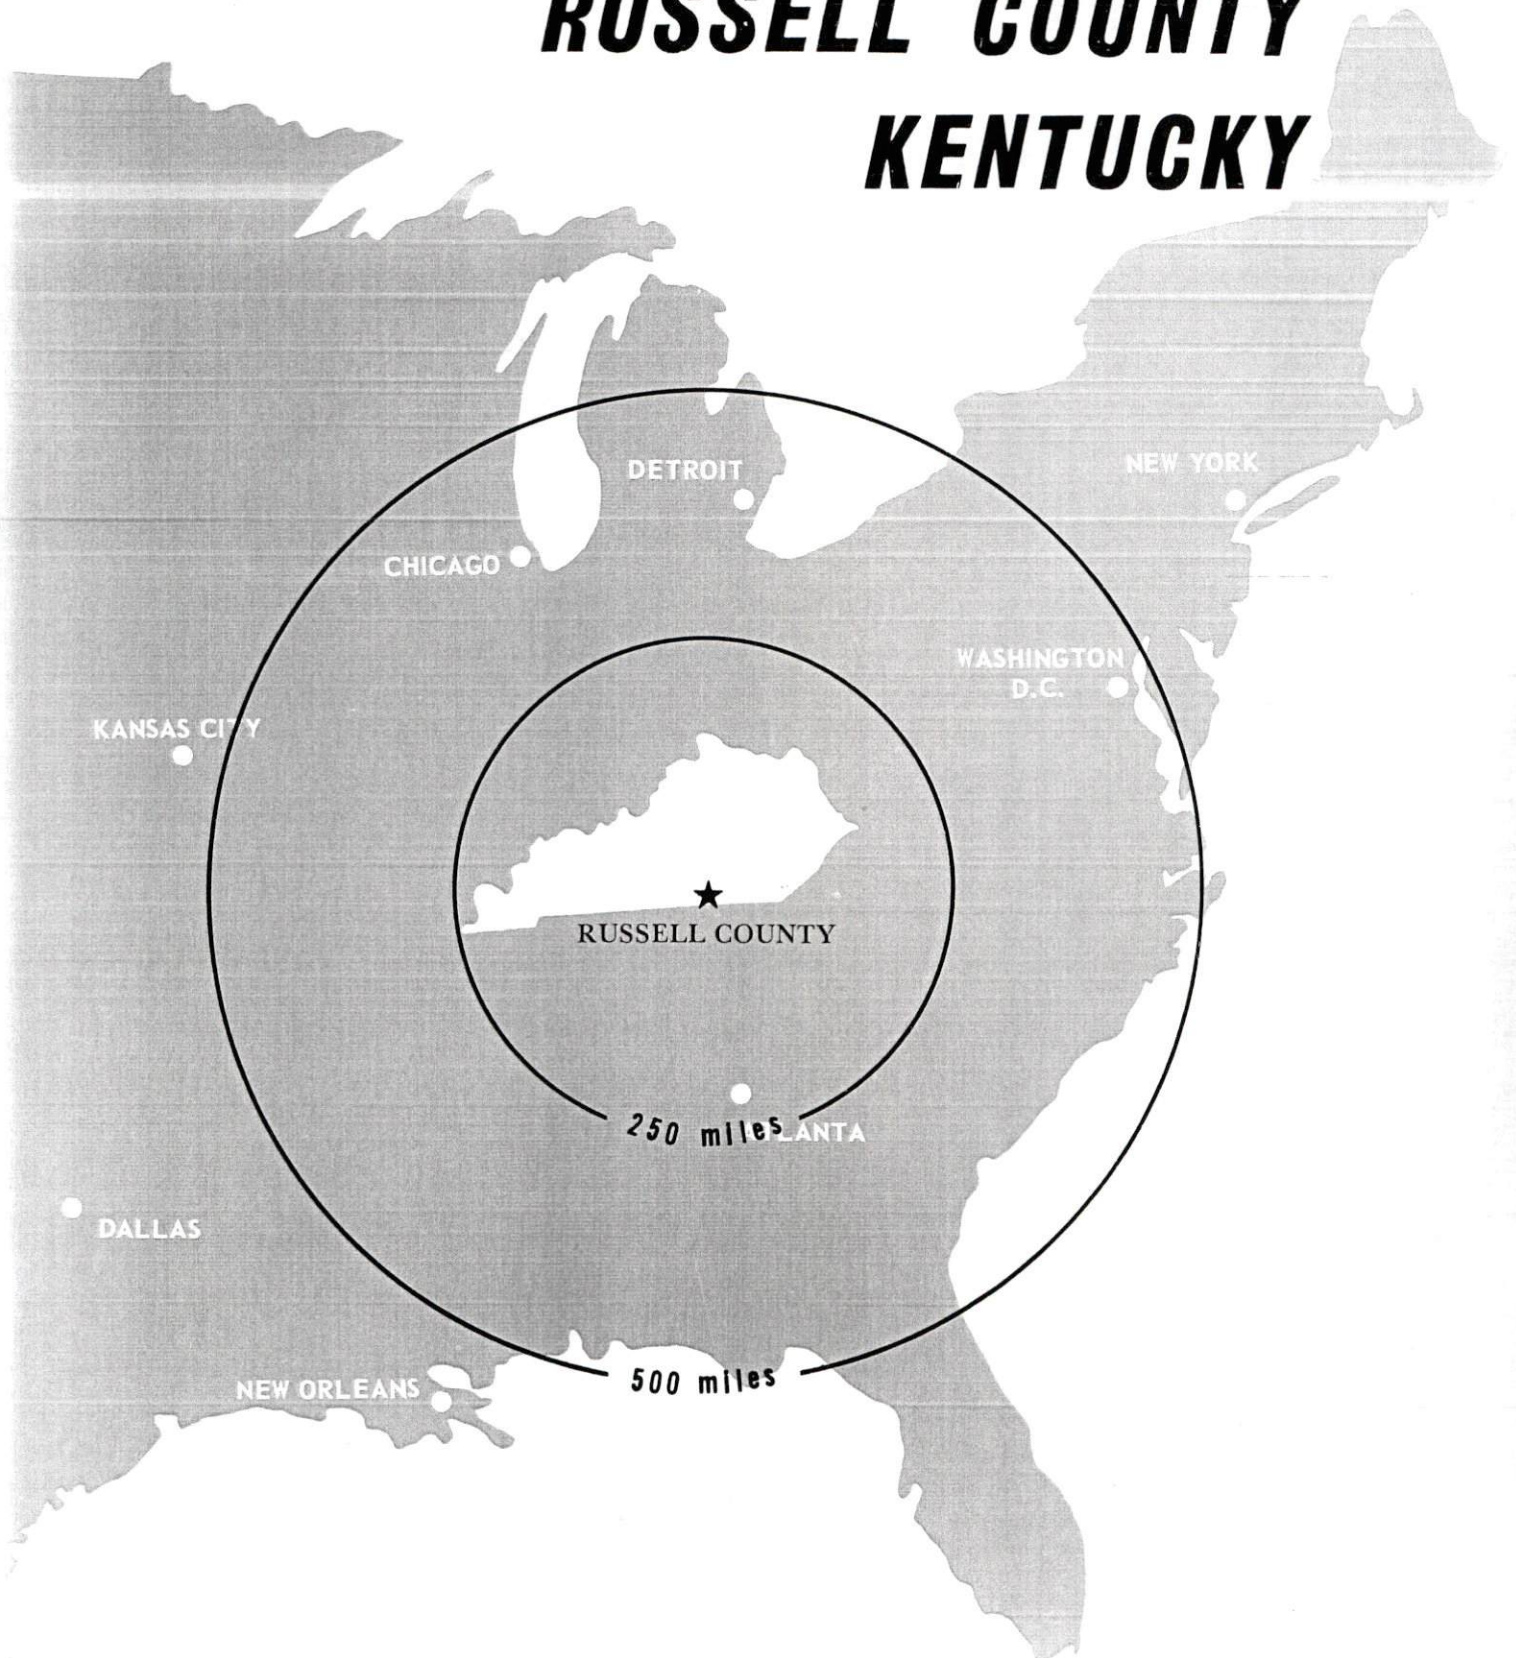 RUSSELL COUNTY
KENTUCKY
DETROIT
NEW YORK
CHICAGO
WASHINGTON
D.C.
KANSAS CITY
RUSSELL COUNTY
250 miles
ATLANTA
DALLAS
500 miles
NEW ORLEANS